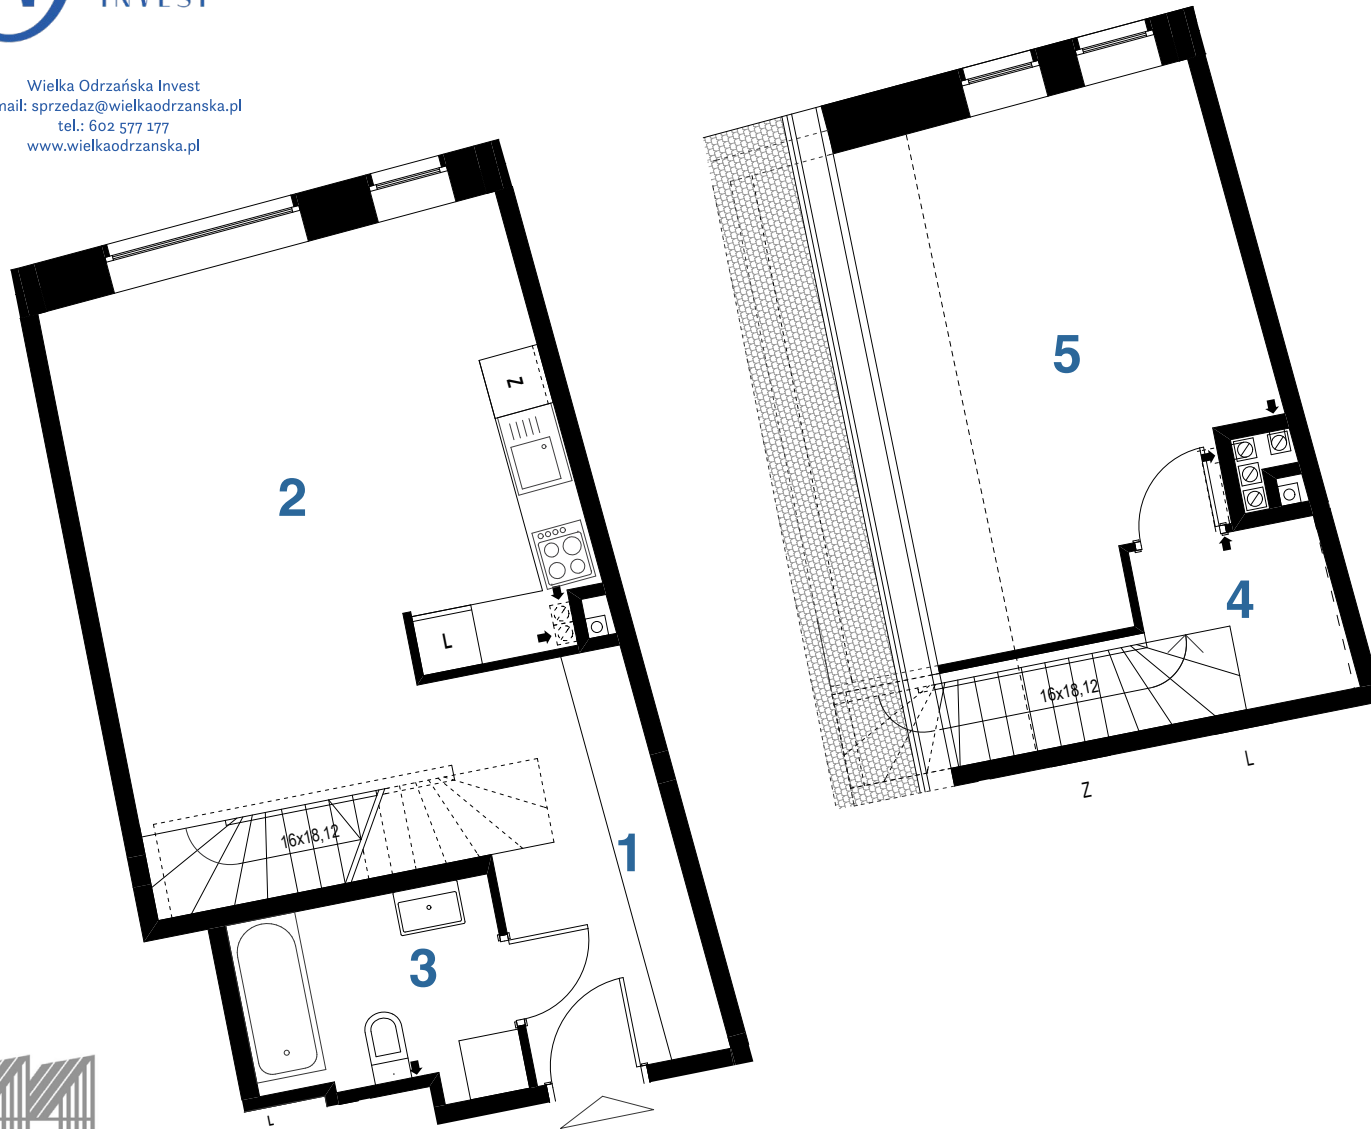 INVEST
Wielka Odrzańska Invest
mail: sprzedaz@wielkaodrzanska.pl
tel.: 602 577 177
www.wielkaodrzanska.pl
5
Z
2
4
L
16x18,12
L
Z
16x18,12
1
3
L